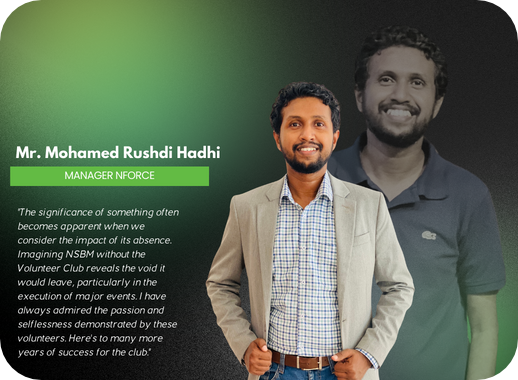 Mr. Mohamed Rushdi Hadhi
MANAGER NFORCE
"The significance of something often
becomes apparent when we
consider the impact of its absence.
Imagining NSBM without the
Volunteer Club reveals the void it
would leave, particularly in the
execution of major events. I have
always admired the passion and
selflessness demonstrated by these
volunteers. Here's to many more
years of success for the club."